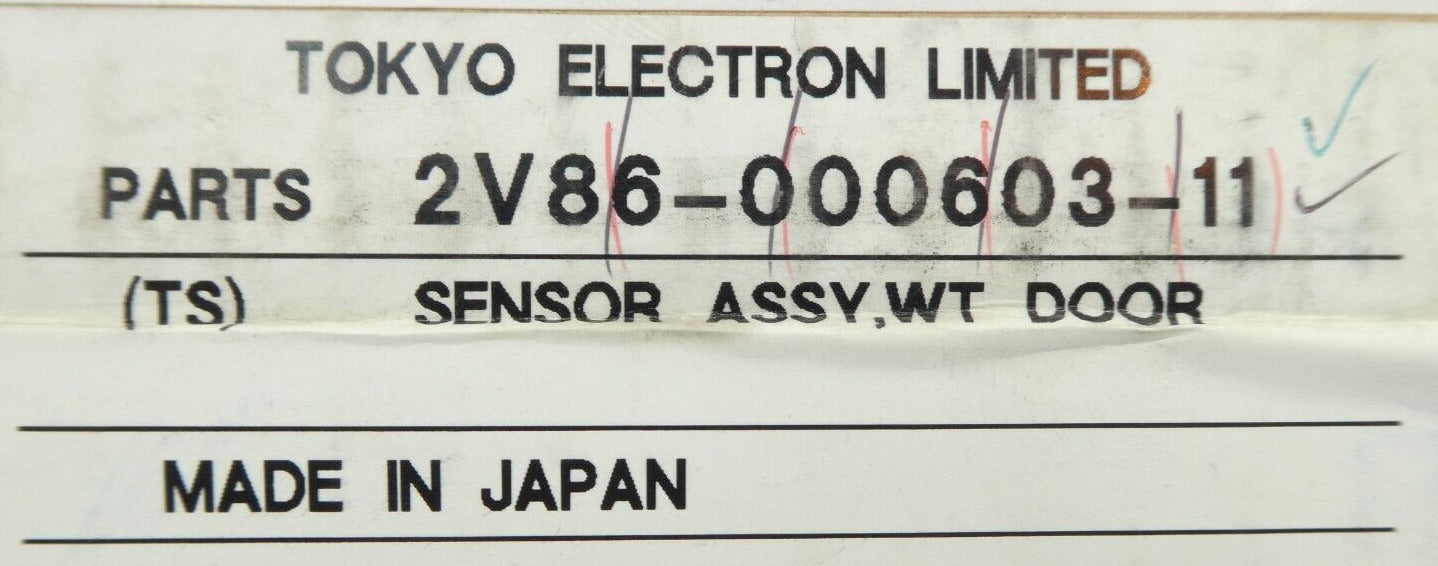 TOKYO ELECTRON LIMITED
PARTS 2V86-000603-11
(TS) SENSOR ASSY,WT DOOR
MADE IN JAPAN